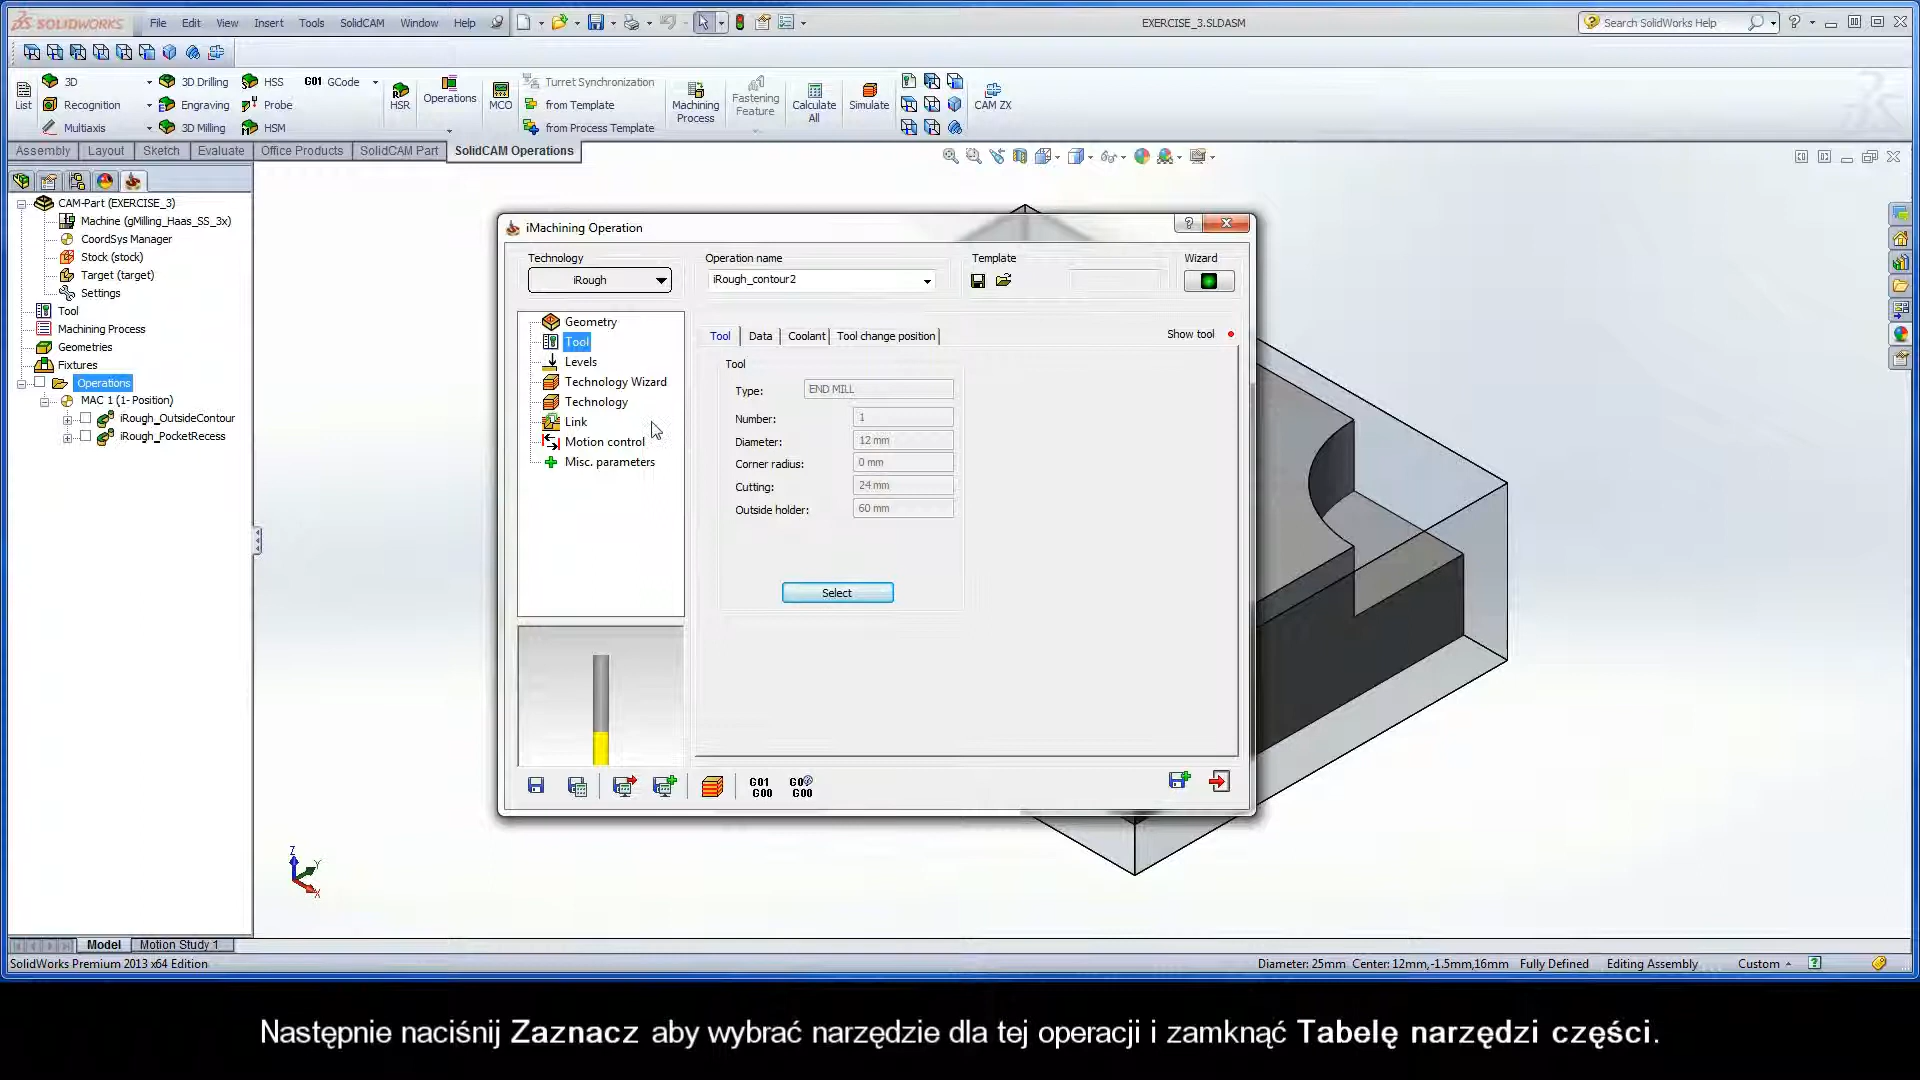 SOLIDWORKS File Edit View Insert Tools SolidCAM Window Help EXERCISE_3.SLDASM Search SolidWorks Help
3D 3D Drilling HSS G01 GCode Turret Synchronization
List Recognition Engraving Probe HSR Operations MCO from Template Machining Process Fastening Feature Calculate All Simulate CAM ZX
Multiaxis 3D Milling HSM from Process Template
Assembly Layout Sketch Evaluate Office Products SolidCAM Part SolidCAM Operations
CAM-Part (EXERCISE_3)
Machine (gMilling_Haas_SS_3x)
CoordSys Manager
Stock (stock)
Target (target)
Settings
Tool
Machining Process
Geometries
Fixtures
Operations
MAC 1 (1- Position)
iRough_OutsideContour
iRough_PocketRecess
iMachining Operation
Technology Operation name Template Wizard
iRough iRough_contour2
Geometry
Tool
Levels
Technology Wizard
Technology
Link
Motion control
Misc. parameters
Tool Data Coolant Tool change position Show tool
Tool
Type: END MILL
Number: 1
Diameter: 12 mm
Corner radius: 0 mm
Cutting: 24 mm
Outside holder: 60 mm
Select
G01 G00
G00
Z Y X
Model Motion Study 1
SolidWorks Premium 2013 x64 Edition Diameter: 25mm Center: 12mm,-1.5mm,16mm Fully Defined Editing Assembly Custom
Następnie naciśnij Zaznacz aby wybrać narzędzie dla tej operacji i zamknąć Tabelę narzędzi części.